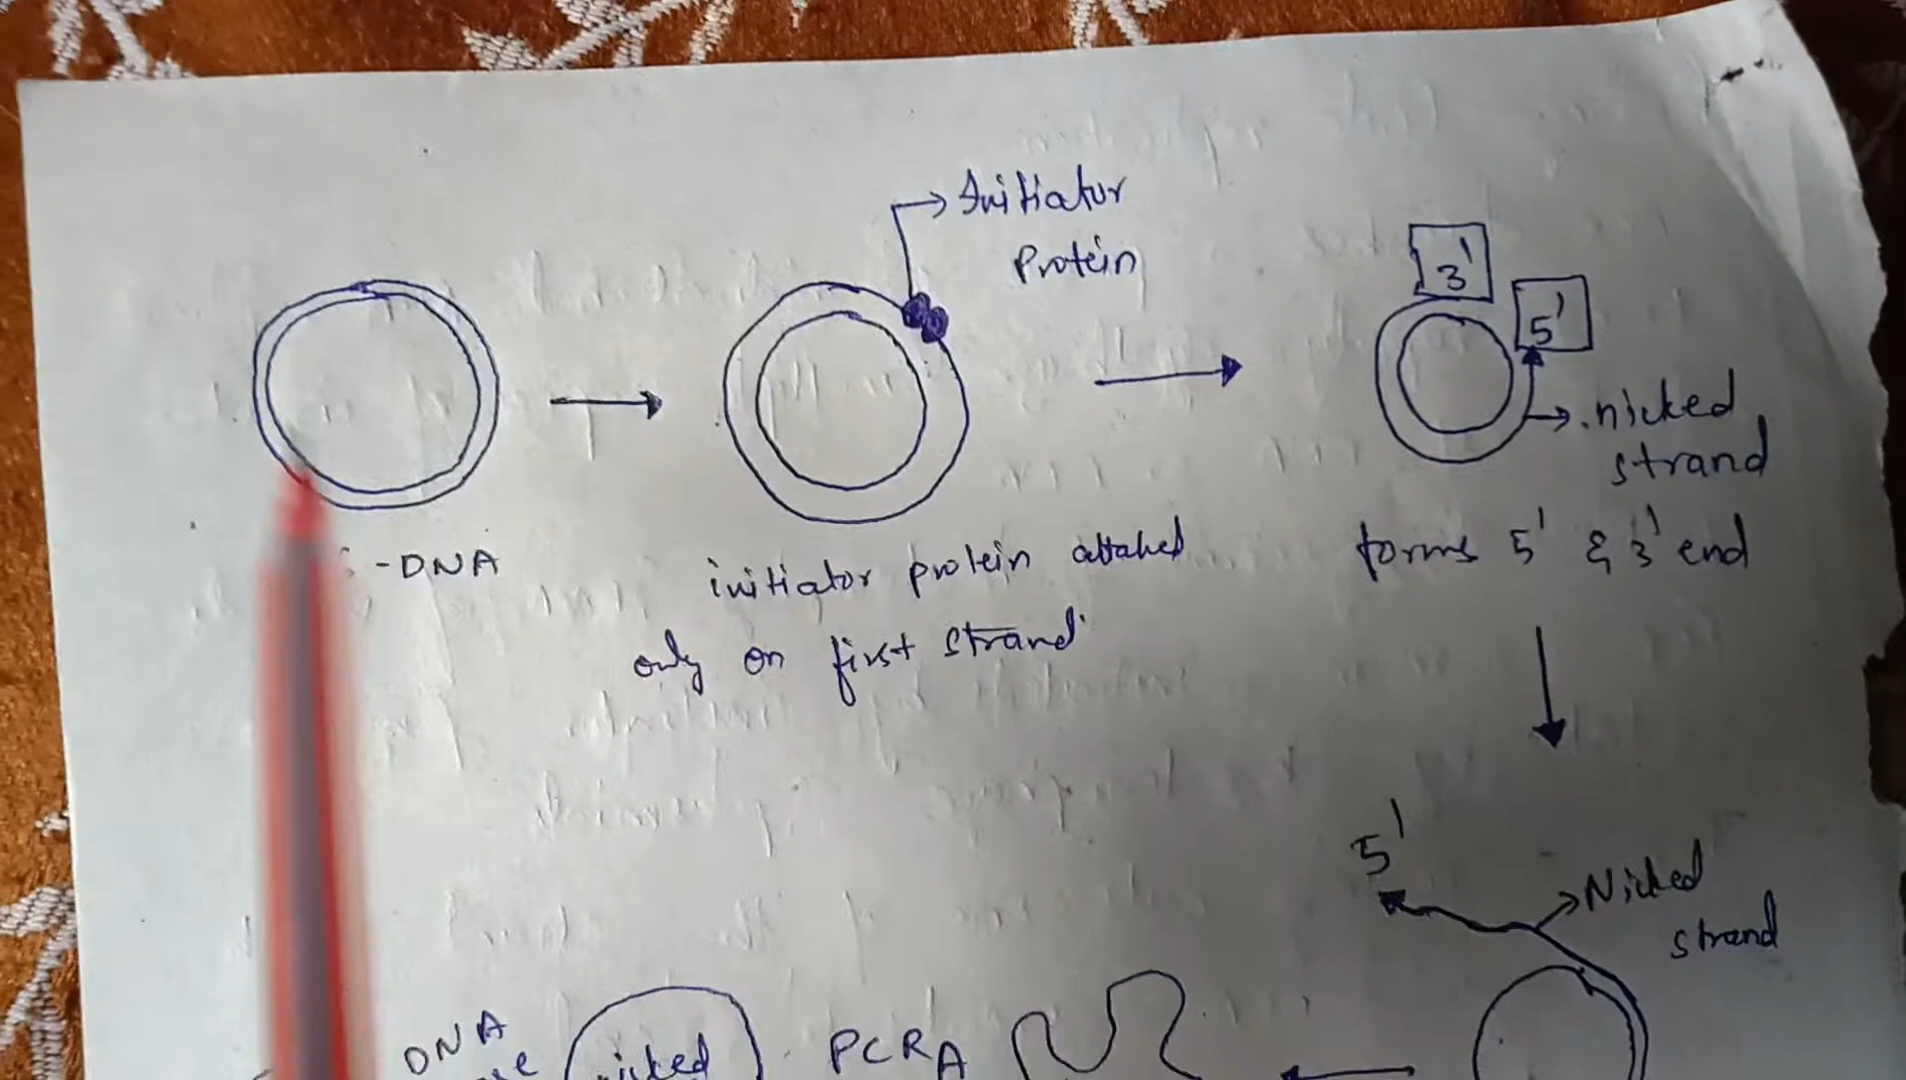 Initiator
Protein
3'
5'
nicked
strand
-DNA
initiator protein attahed
only on first strand
forms 5' & 3' end
5'
Nicked
strand
DNA
PCRA